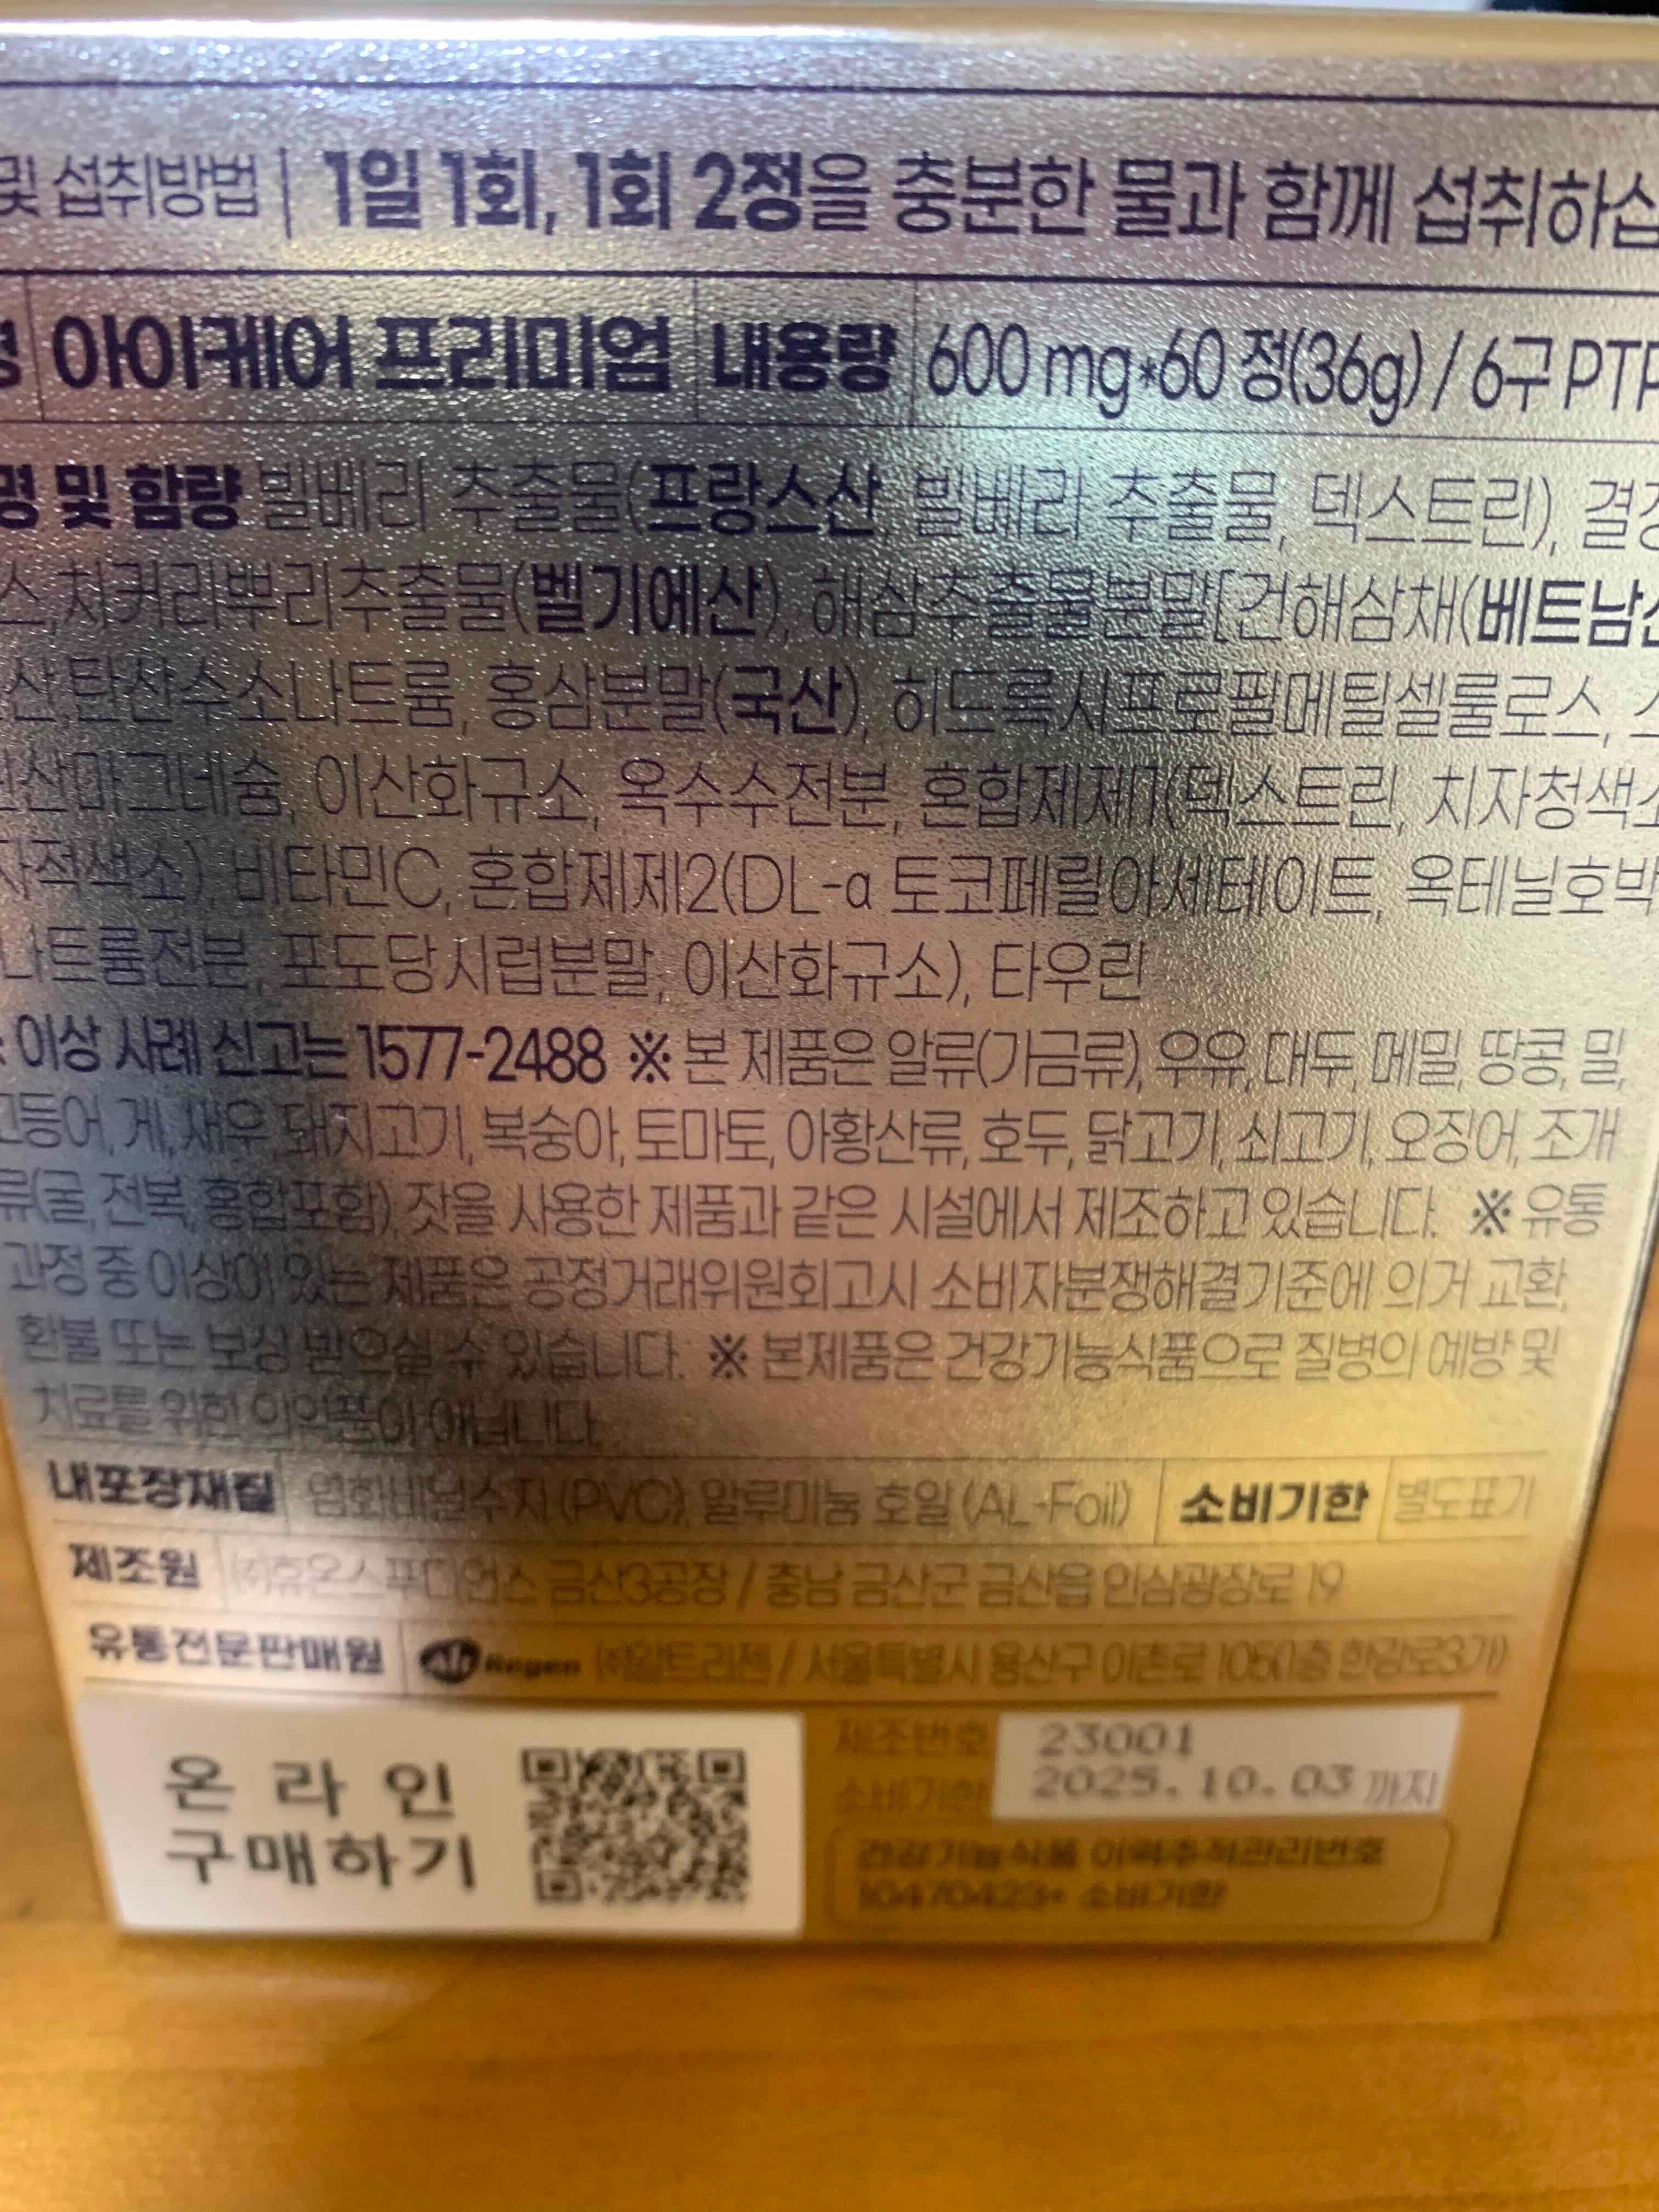 및 섭취방법 | 1일 1회, 1회 2정을 충분한 물과 함께 섭취하십
아이케어 프리미엄 내용량 600 mg*60 정(36g) / 6구 PTP
명 및 함량 빌베리 추출물(프랑스산, 빌베리 추출물, 덱스트린), 결정
스, 치커리뿌리추출물(벨기에산), 해삼추출물분말[건해삼채(베트남산
산, 탄산수소나트륨, 홍삼분말(국산), 히드록시프로필메틸셀룰로스, 스
산마그네슘, 이산화규소, 옥수수전분, 혼합제제1(덱스트린, 치자청색소
자적색소), 비타민C, 혼합제제2(DL-α 토코페릴아세테이트, 옥테닐호박
나트륨전분, 포도당시럽분말, 이산화규소), 타우린
이상 사례 신고는 1577-2488 ※ 본 제품은 알류(가금류), 우유, 대두, 메밀, 땅콩, 밀,
고등어, 게, 새우, 돼지고기, 복숭아, 토마토, 아황산류, 호두, 닭고기, 쇠고기, 오징어, 조개
류(굴, 전복, 홍합포함) 잣을 사용한 제품과 같은 시설에서 제조하고 있습니다. ※ 유통
과정 중 이상이 있는 제품은 공정거래위원회고시 소비자분쟁해결기준에 의거 교환,
환불 또는 보상 받으실 수 있습니다. ※ 본제품은 건강기능식품으로 질병의 예방 및
치료를 위한 의약품이 아닙니다.
내포장재질 염화비닐수지 (PVC), 알루미늄 호일 (AL-Foil) 소비기한 별도표기
제조원 ㈜휴온스푸디언스 금산3공장 / 충남 금산군 금산읍 인삼광장로 19
유통전문판매원 Regen ㈜알트리젠 / 서울특별시 용산구 이촌로 (한강로3가)
온라인
구매하기
제조번호 23001
소비기한 2025.10.03 까지
건강기능식품 이력추적관리번호
10470423+ 소비기한